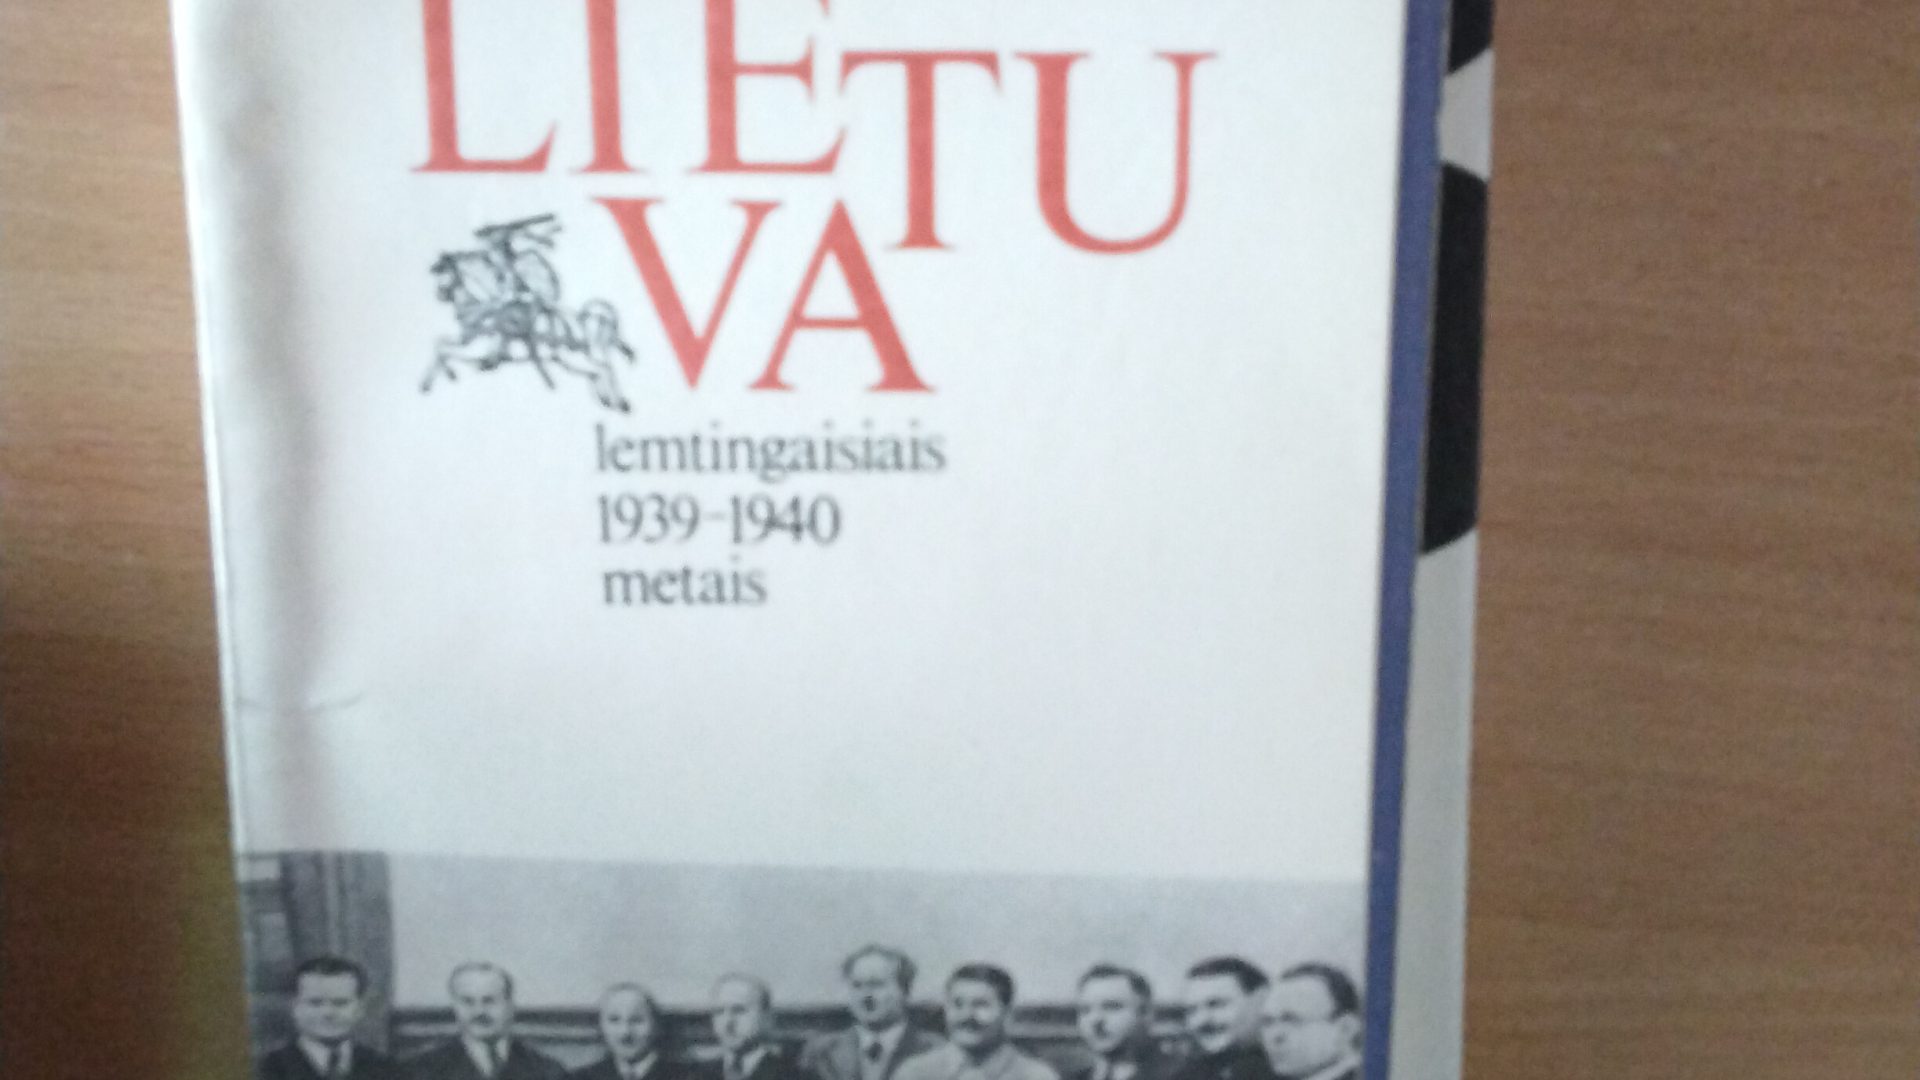 LIETU
VA
lemtingaisiais
1939-1940
metais